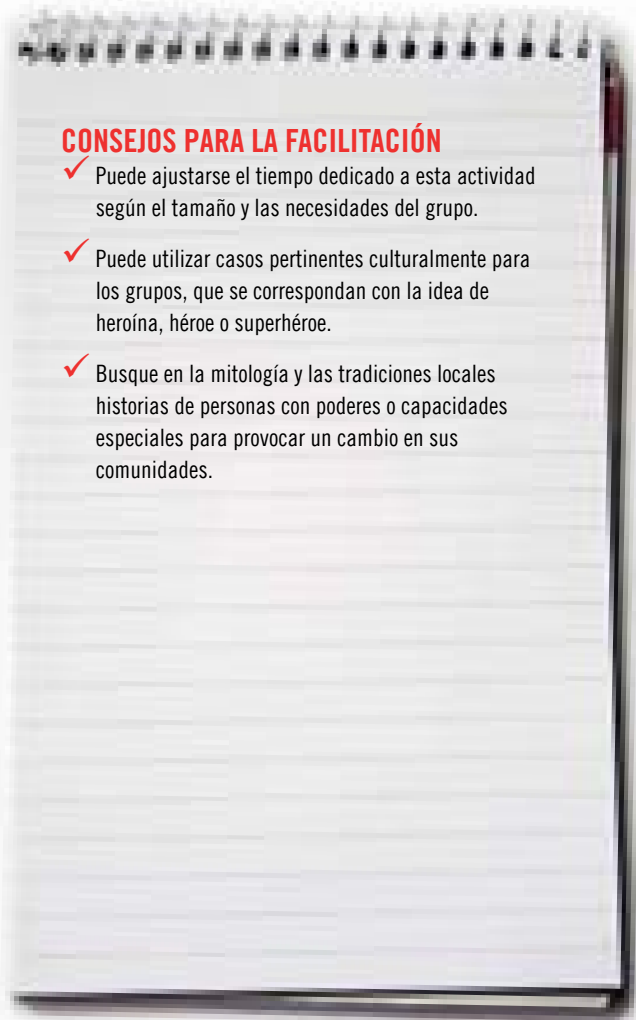 CONSEJOS PARA LA FACILITACIÓN
✓ Puede ajustarse el tiempo dedicado a esta actividad
según el tamaño y las necesidades del grupo.
✓ Puede utilizar casos pertinentes culturalmente para
los grupos, que se correspondan con la idea de
heroína, héroe o superhéroe.
✓ Busque en la mitología y las tradiciones locales
historias de personas con poderes o capacidades
especiales para provocar un cambio en sus
comunidades.